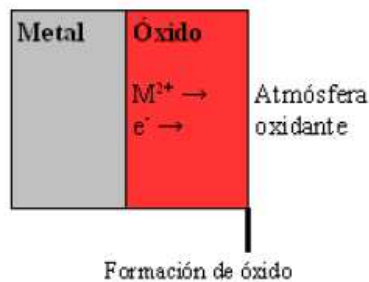 Metal
Óxido
M²⁺ →
e⁻ →
Atmósfera
oxidante
Formación de óxido